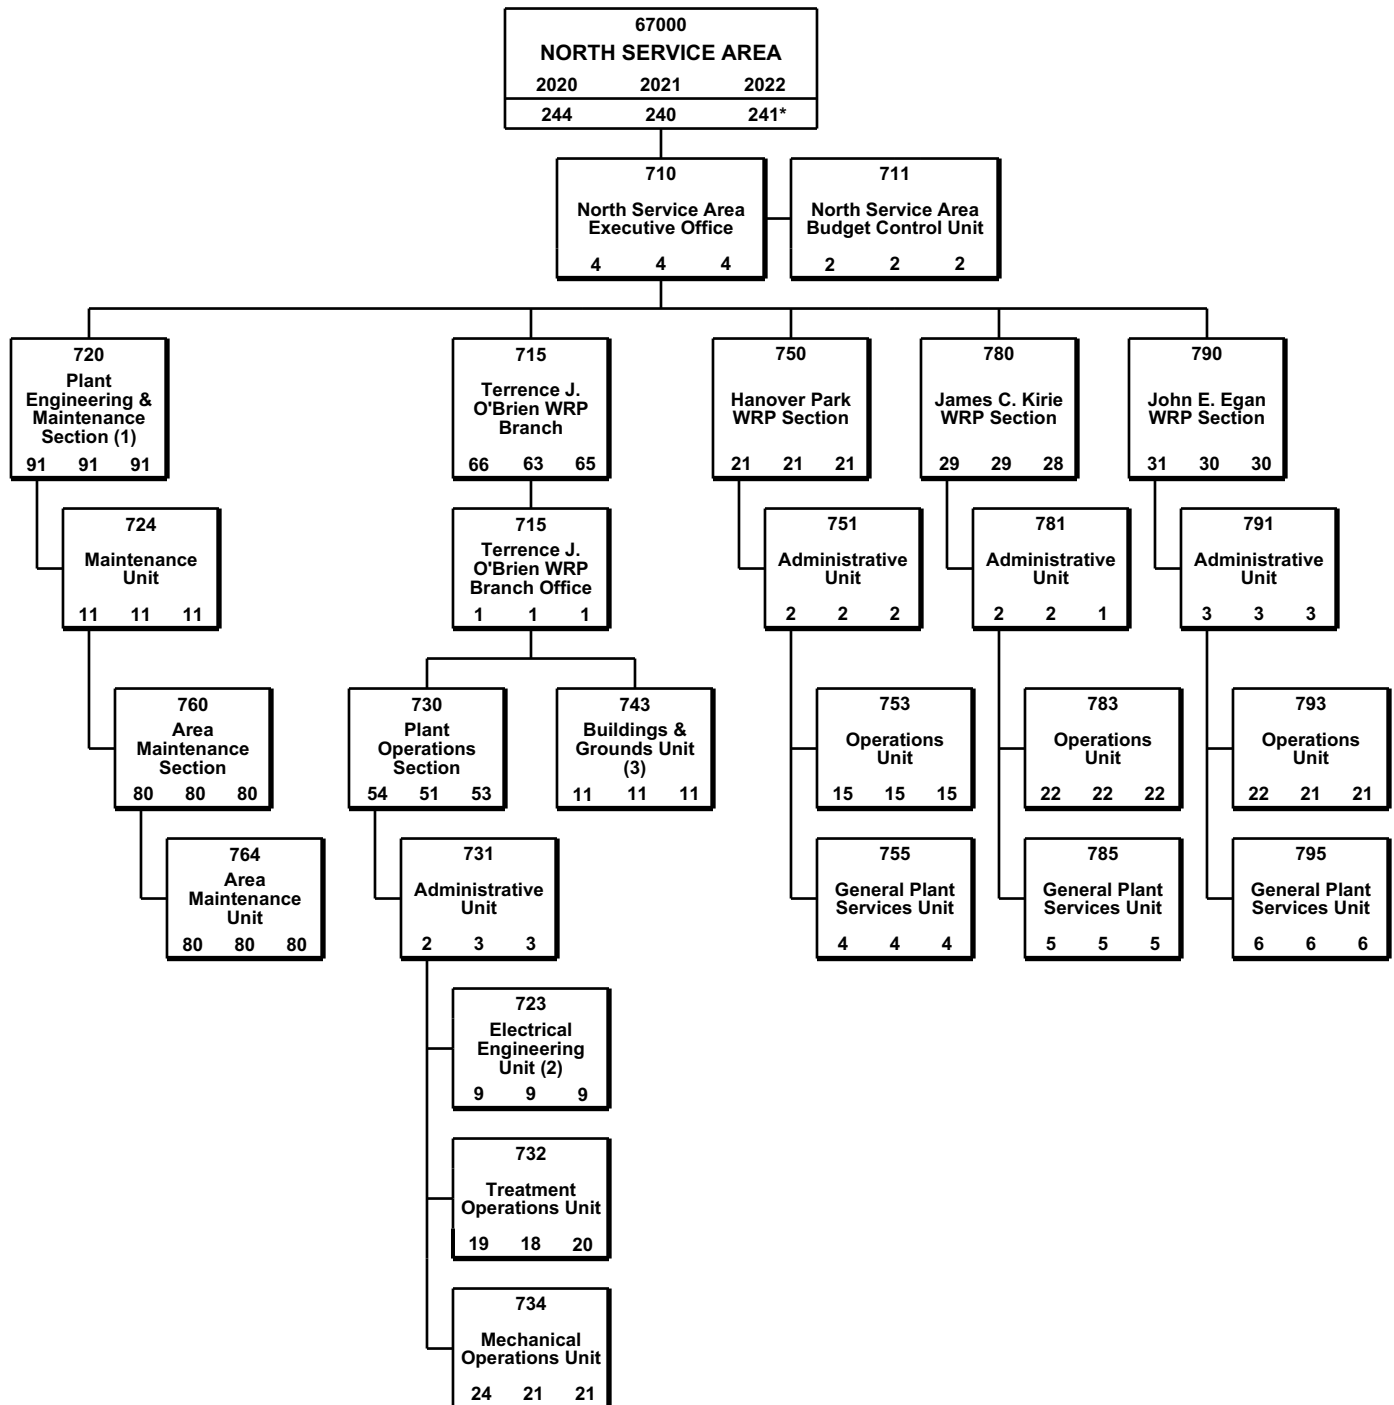 67000
NORTH SERVICE AREA
2020 2021 2022
244 240 241*
710
North Service Area
Executive Office
4 4 4
711
North Service Area
Budget Control Unit
2 2 2
720
Plant
Engineering &
Maintenance
Section (1)
91 91 91
715
Terrence J.
O'Brien WRP
Branch
66 63 65
750
Hanover Park
WRP Section
21 21 21
780
James C. Kirie
WRP Section
29 29 28
790
John E. Egan
WRP Section
31 30 30
724
Maintenance
Unit
11 11 11
715
Terrence J.
O'Brien WRP
Branch Office
1 1 1
751
Administrative
Unit
2 2 2
781
Administrative
Unit
2 2 1
791
Administrative
Unit
3 3 3
760
Area
Maintenance
Section
80 80 80
730
Plant
Operations
Section
54 51 53
743
Buildings &
Grounds Unit
(3)
11 11 11
753
Operations
Unit
15 15 15
783
Operations
Unit
22 22 22
793
Operations
Unit
22 21 21
764
Area
Maintenance
Unit
80 80 80
731
Administrative
Unit
2 3 3
755
General Plant
Services Unit
4 4 4
785
General Plant
Services Unit
5 5 5
795
General Plant
Services Unit
6 6 6
723
Electrical
Engineering
Unit (2)
9 9 9
732
Treatment
Operations Unit
19 18 20
734
Mechanical
Operations Unit
24 21 21